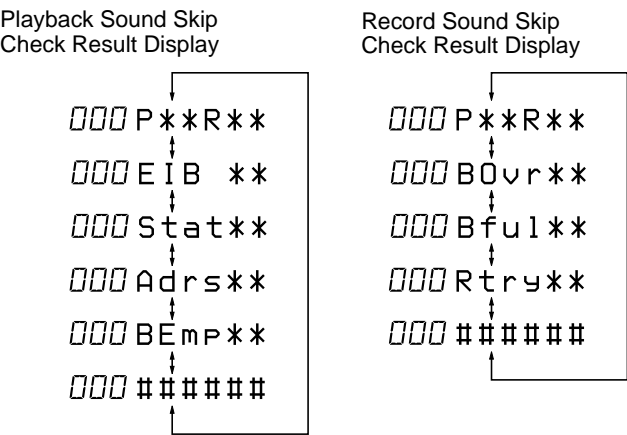 Playback Sound Skip
Check Result Display
000 P**R**
000 EIB **
000 Stat**
000 Adrs**
000 BEmp**
000 ######
Record Sound Skip
Check Result Display
000 P**R**
000 BOvr**
000 Bful**
000 Rtry**
000 ######